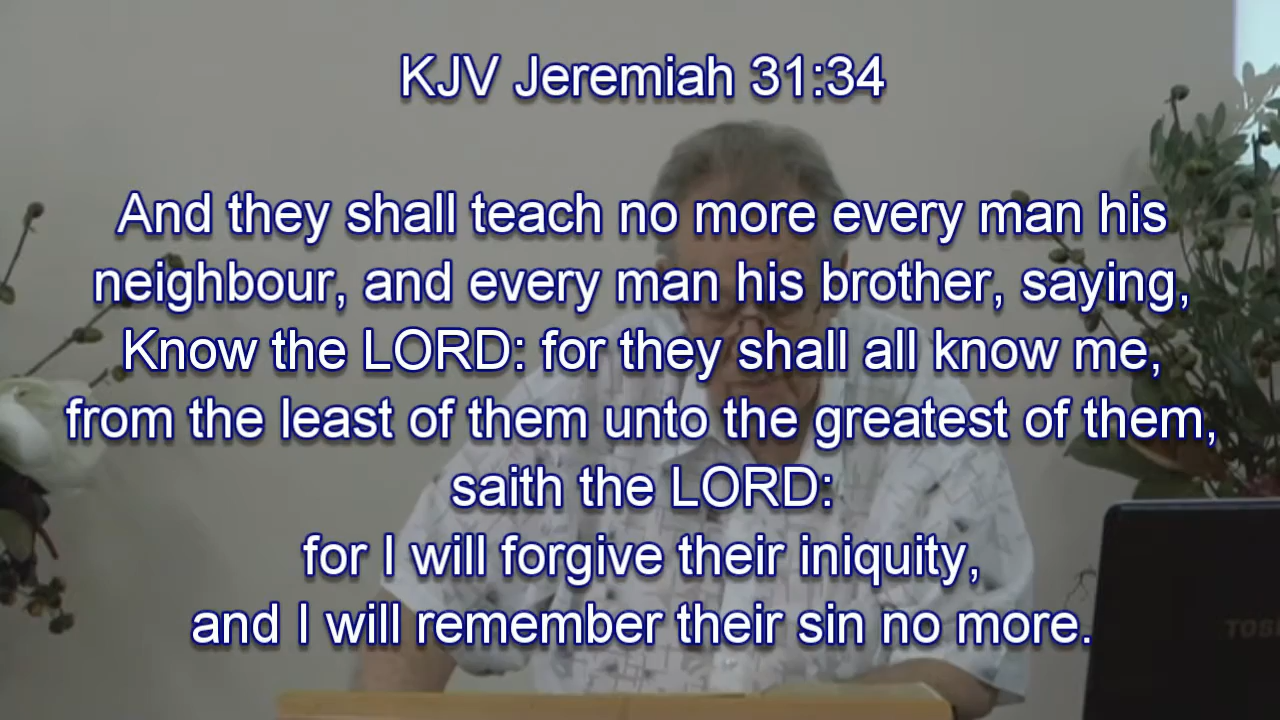 KJV Jeremiah 31:34
And they shall teach no more every man his
neighbour, and every man his brother, saying,
Know the LORD: for they shall all know me,
from the least of them unto the greatest of them,
saith the LORD:
for I will forgive their iniquity,
and I will remember their sin no more.